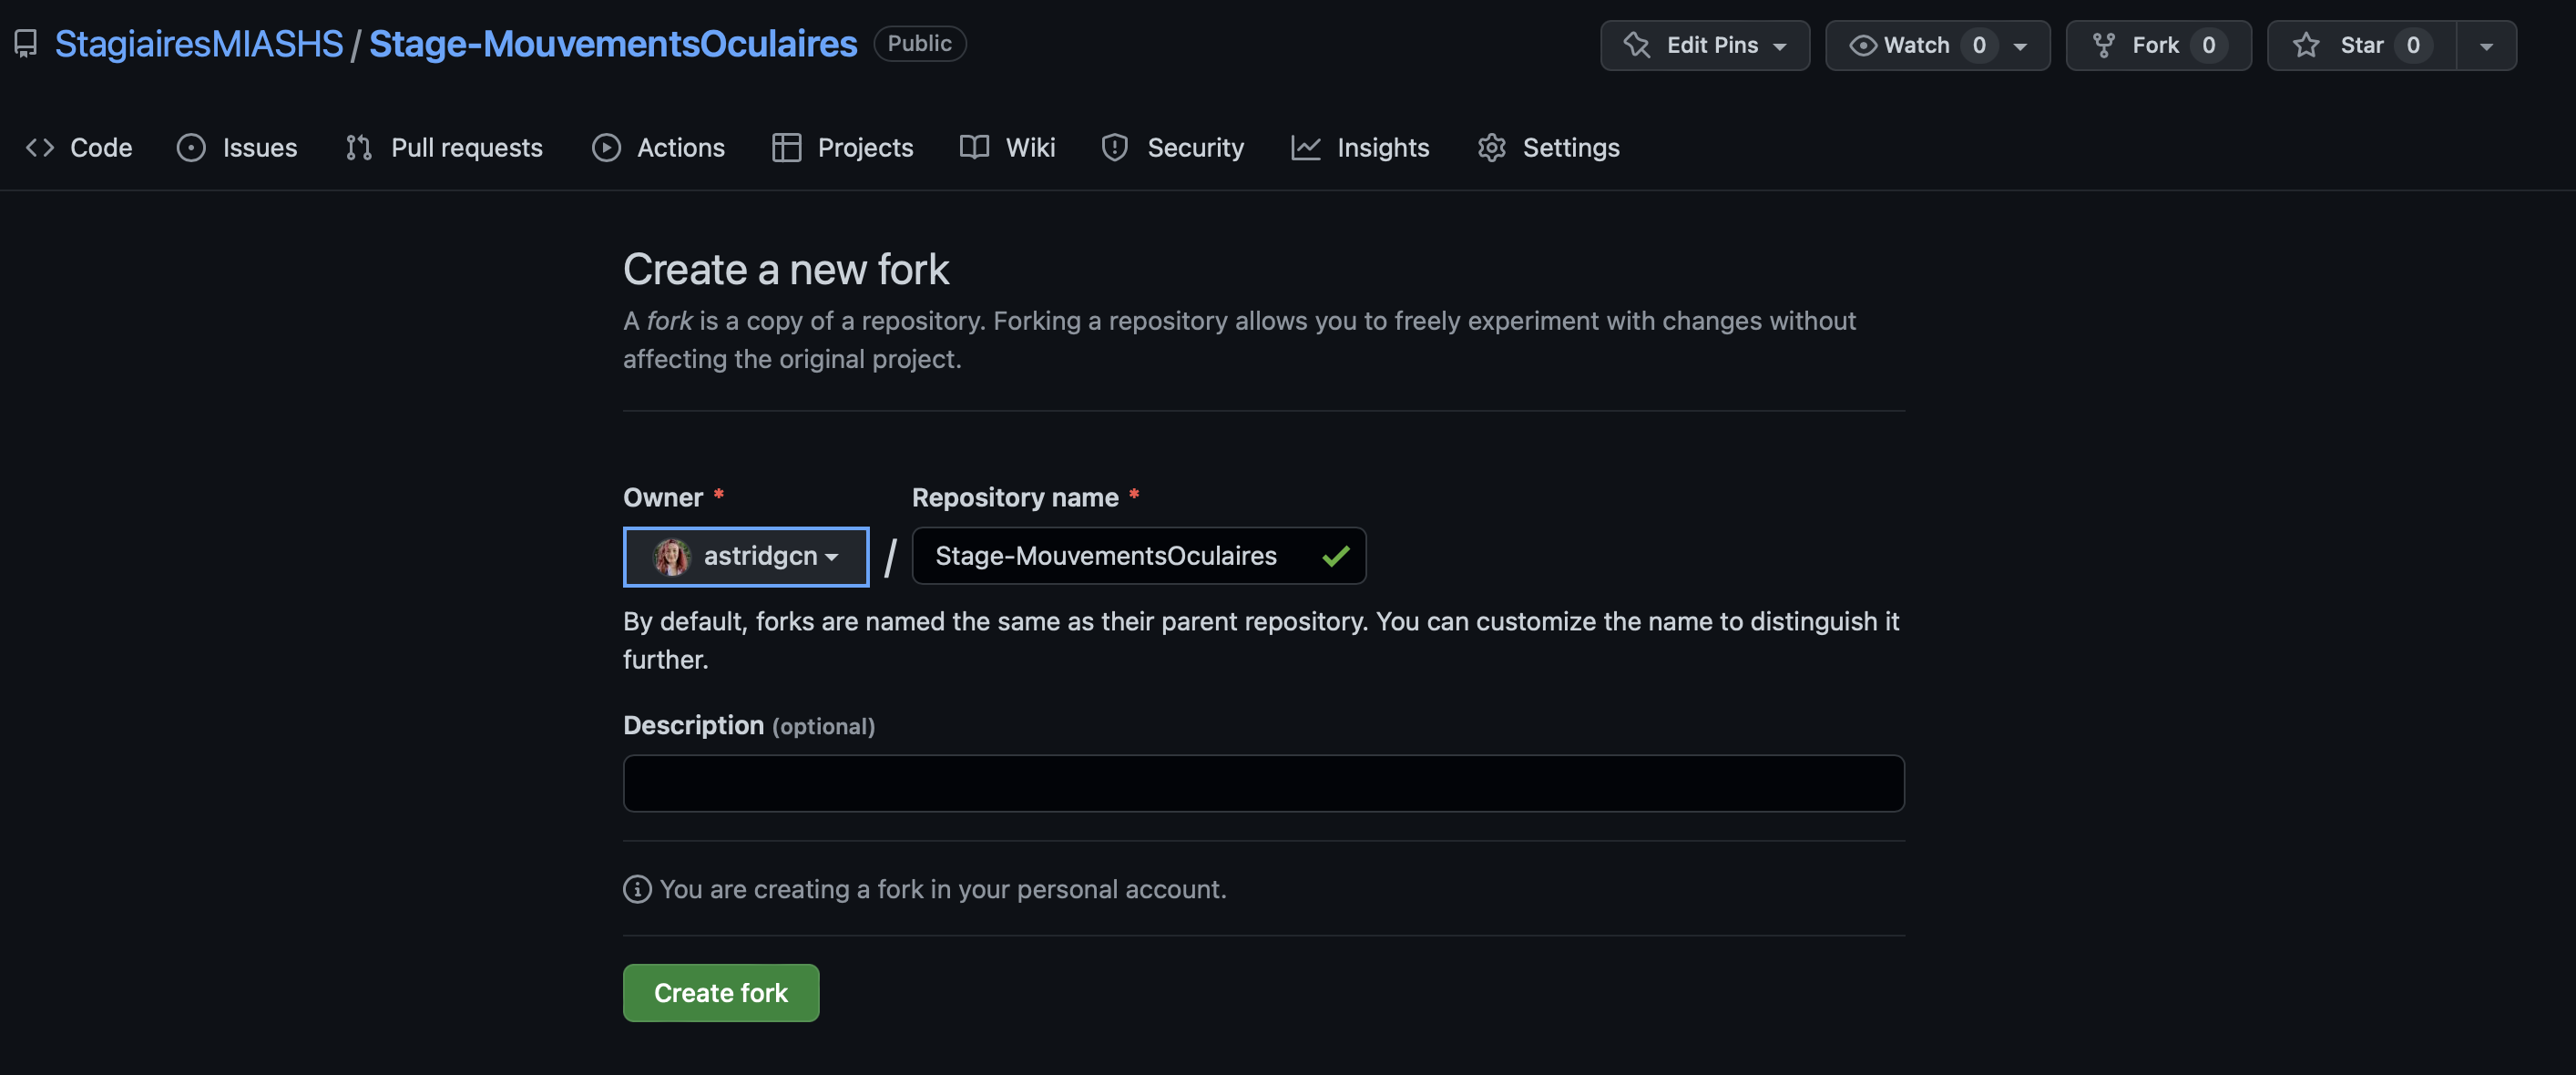 StagiairesMIASHS / Stage-MouvementsOculaires Public Edit Pins Watch 0 Fork 0 Star 0
Code Issues Pull requests Actions Projects Wiki Security Insights Settings
Create a new fork
A fork is a copy of a repository. Forking a repository allows you to freely experiment with changes without
affecting the original project.
Owner * Repository name *
astridgcn / Stage-MouvementsOculaires
By default, forks are named the same as their parent repository. You can customize the name to distinguish it
further.
Description (optional)
You are creating a fork in your personal account.
Create fork